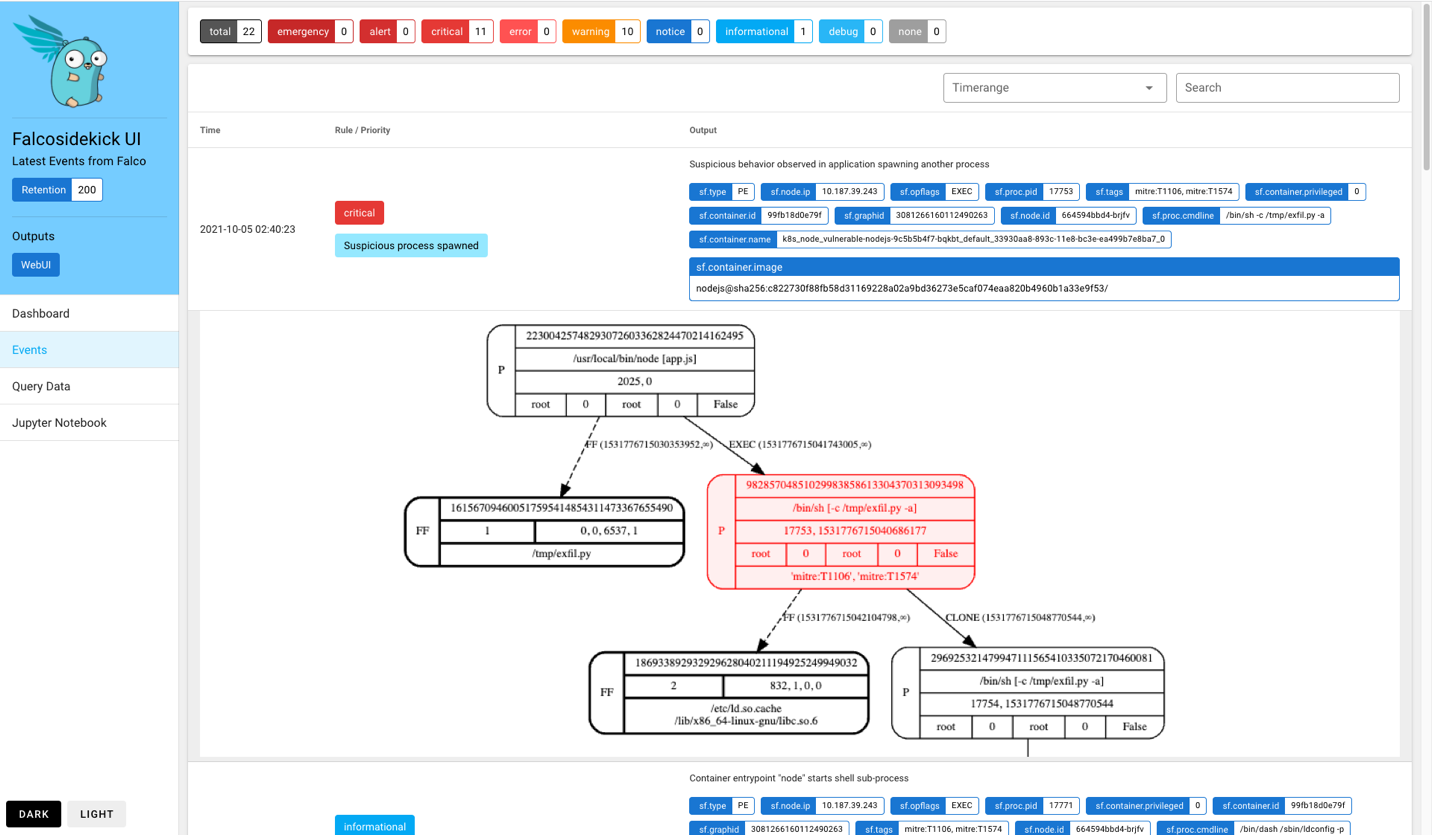 total 22 emergency 0 alert 0 critical 11 error 0 warning 10 notice 0 informational 1 debug 0 none 0
Falcosidekick UI
Latest Events from Falco
Retention 200
Outputs
WebUI
Dashboard
Events
Query Data
Jupyter Notebook
DARK LIGHT
Timerange Search
Time Rule / Priority Output
2021-10-05 02:40:23
critical
Suspicious process spawned
Suspicious behavior observed in application spawning another process
sf.type PE sf.node.ip 10.187.39.243 sf.opflags EXEC sf.proc.pid 17753 sf.tags mitre:T1106, mitre:T1574 sf.container.privileged 0
sf.container.id 99fb18d0e79f sf.graphid 3081266160112490263 sf.node.id 664594bbd4-brjfv sf.proc.cmdline /bin/sh -c /tmp/exfil.py -a
sf.container.name k8s_node_vulnerable-nodejs-9c5b5b4f7-bqkbt_default_33930aa8-893c-11e8-bc3e-ea499b7e8ba7_0
sf.container.image
nodejs@sha256:c822730f88fb58d31169228a02a9bd36273e5caf074eaa820b4960b1a33e9f53/
P
22300425748293072603362824470214162495
/usr/local/bin/node [app.js]
2025, 0
root 0 root 0 False
FF (1531776715030353952,∞) EXEC (1531776715041743005,∞)
FF
161567094600517595414854311473367655490
1 0, 0, 6537, 1
/tmp/exfil.py
P
98285704851029983858613304370313093498
/bin/sh [-c /tmp/exfil.py -a]
17753, 1531776715040686177
root 0 root 0 False
'mitre:T1106', 'mitre:T1574'
FF (1531776715042104798,∞) CLONE (1531776715048770544,∞)
FF
186933892932929628040211194925249949032
2 832, 1, 0, 0
/etc/ld.so.cache
/lib/x86_64-linux-gnu/libc.so.6
P
296925321479947111565410335072170460081
/bin/sh [-c /tmp/exfil.py -a]
17754, 1531776715048770544
root 0 root 0 False
informational
Container entrypoint "node" starts shell sub-process
sf.type PE sf.node.ip 10.187.39.243 sf.opflags EXEC sf.proc.pid 17771 sf.container.privileged 0 sf.container.id 99fb18d0e79f
sf.graphid 3081266160112490263 sf.tags mitre:T1106, mitre:T1574 sf.node.id 664594bbd4-brjfv sf.proc.cmdline /bin/dash /sbin/ldconfig -p